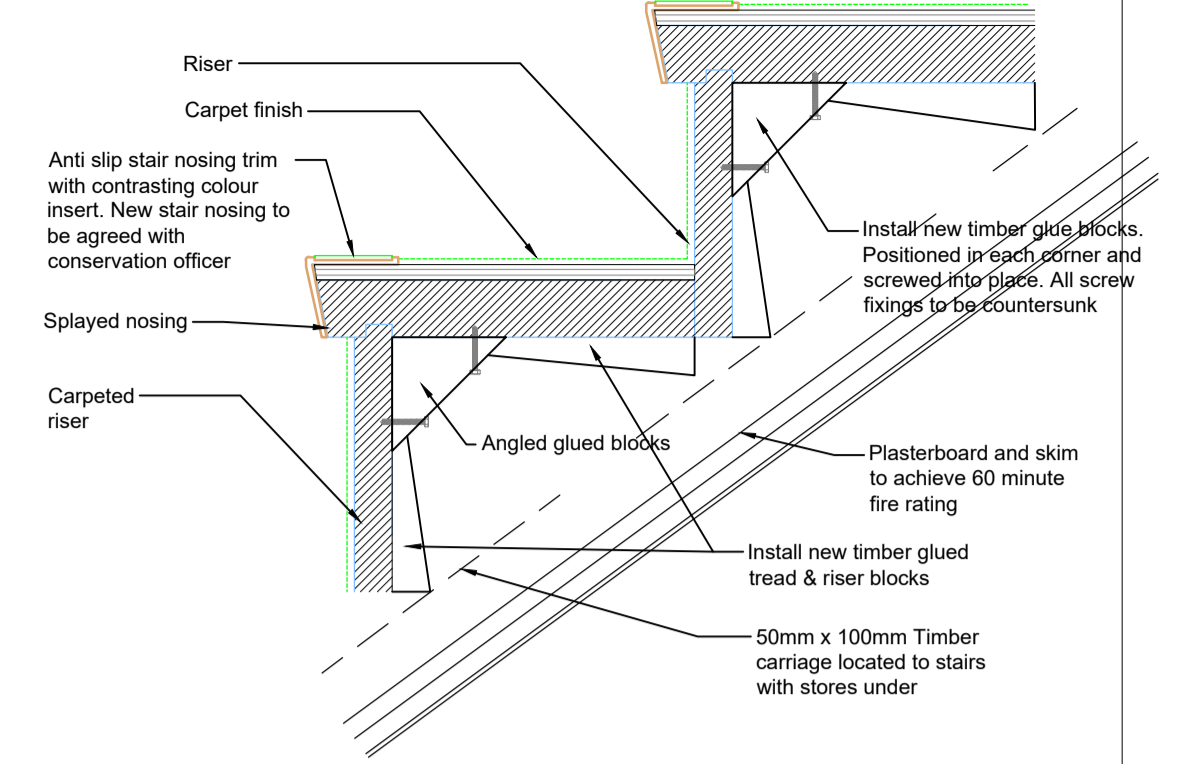 Riser
Carpet finish
Anti slip stair nosing trim
with contrasting colour
insert. New stair nosing to
be agreed with
conservation officer
Splayed nosing
Carpeted
riser
Install new timber glue blocks.
Positioned in each corner and
screwed into place. All screw
fixings to be countersunk
Angled glued blocks
Plasterboard and skim
to achieve 60 minute
fire rating
Install new timber glued
tread & riser blocks
50mm x 100mm Timber
carriage located to stairs
with stores under